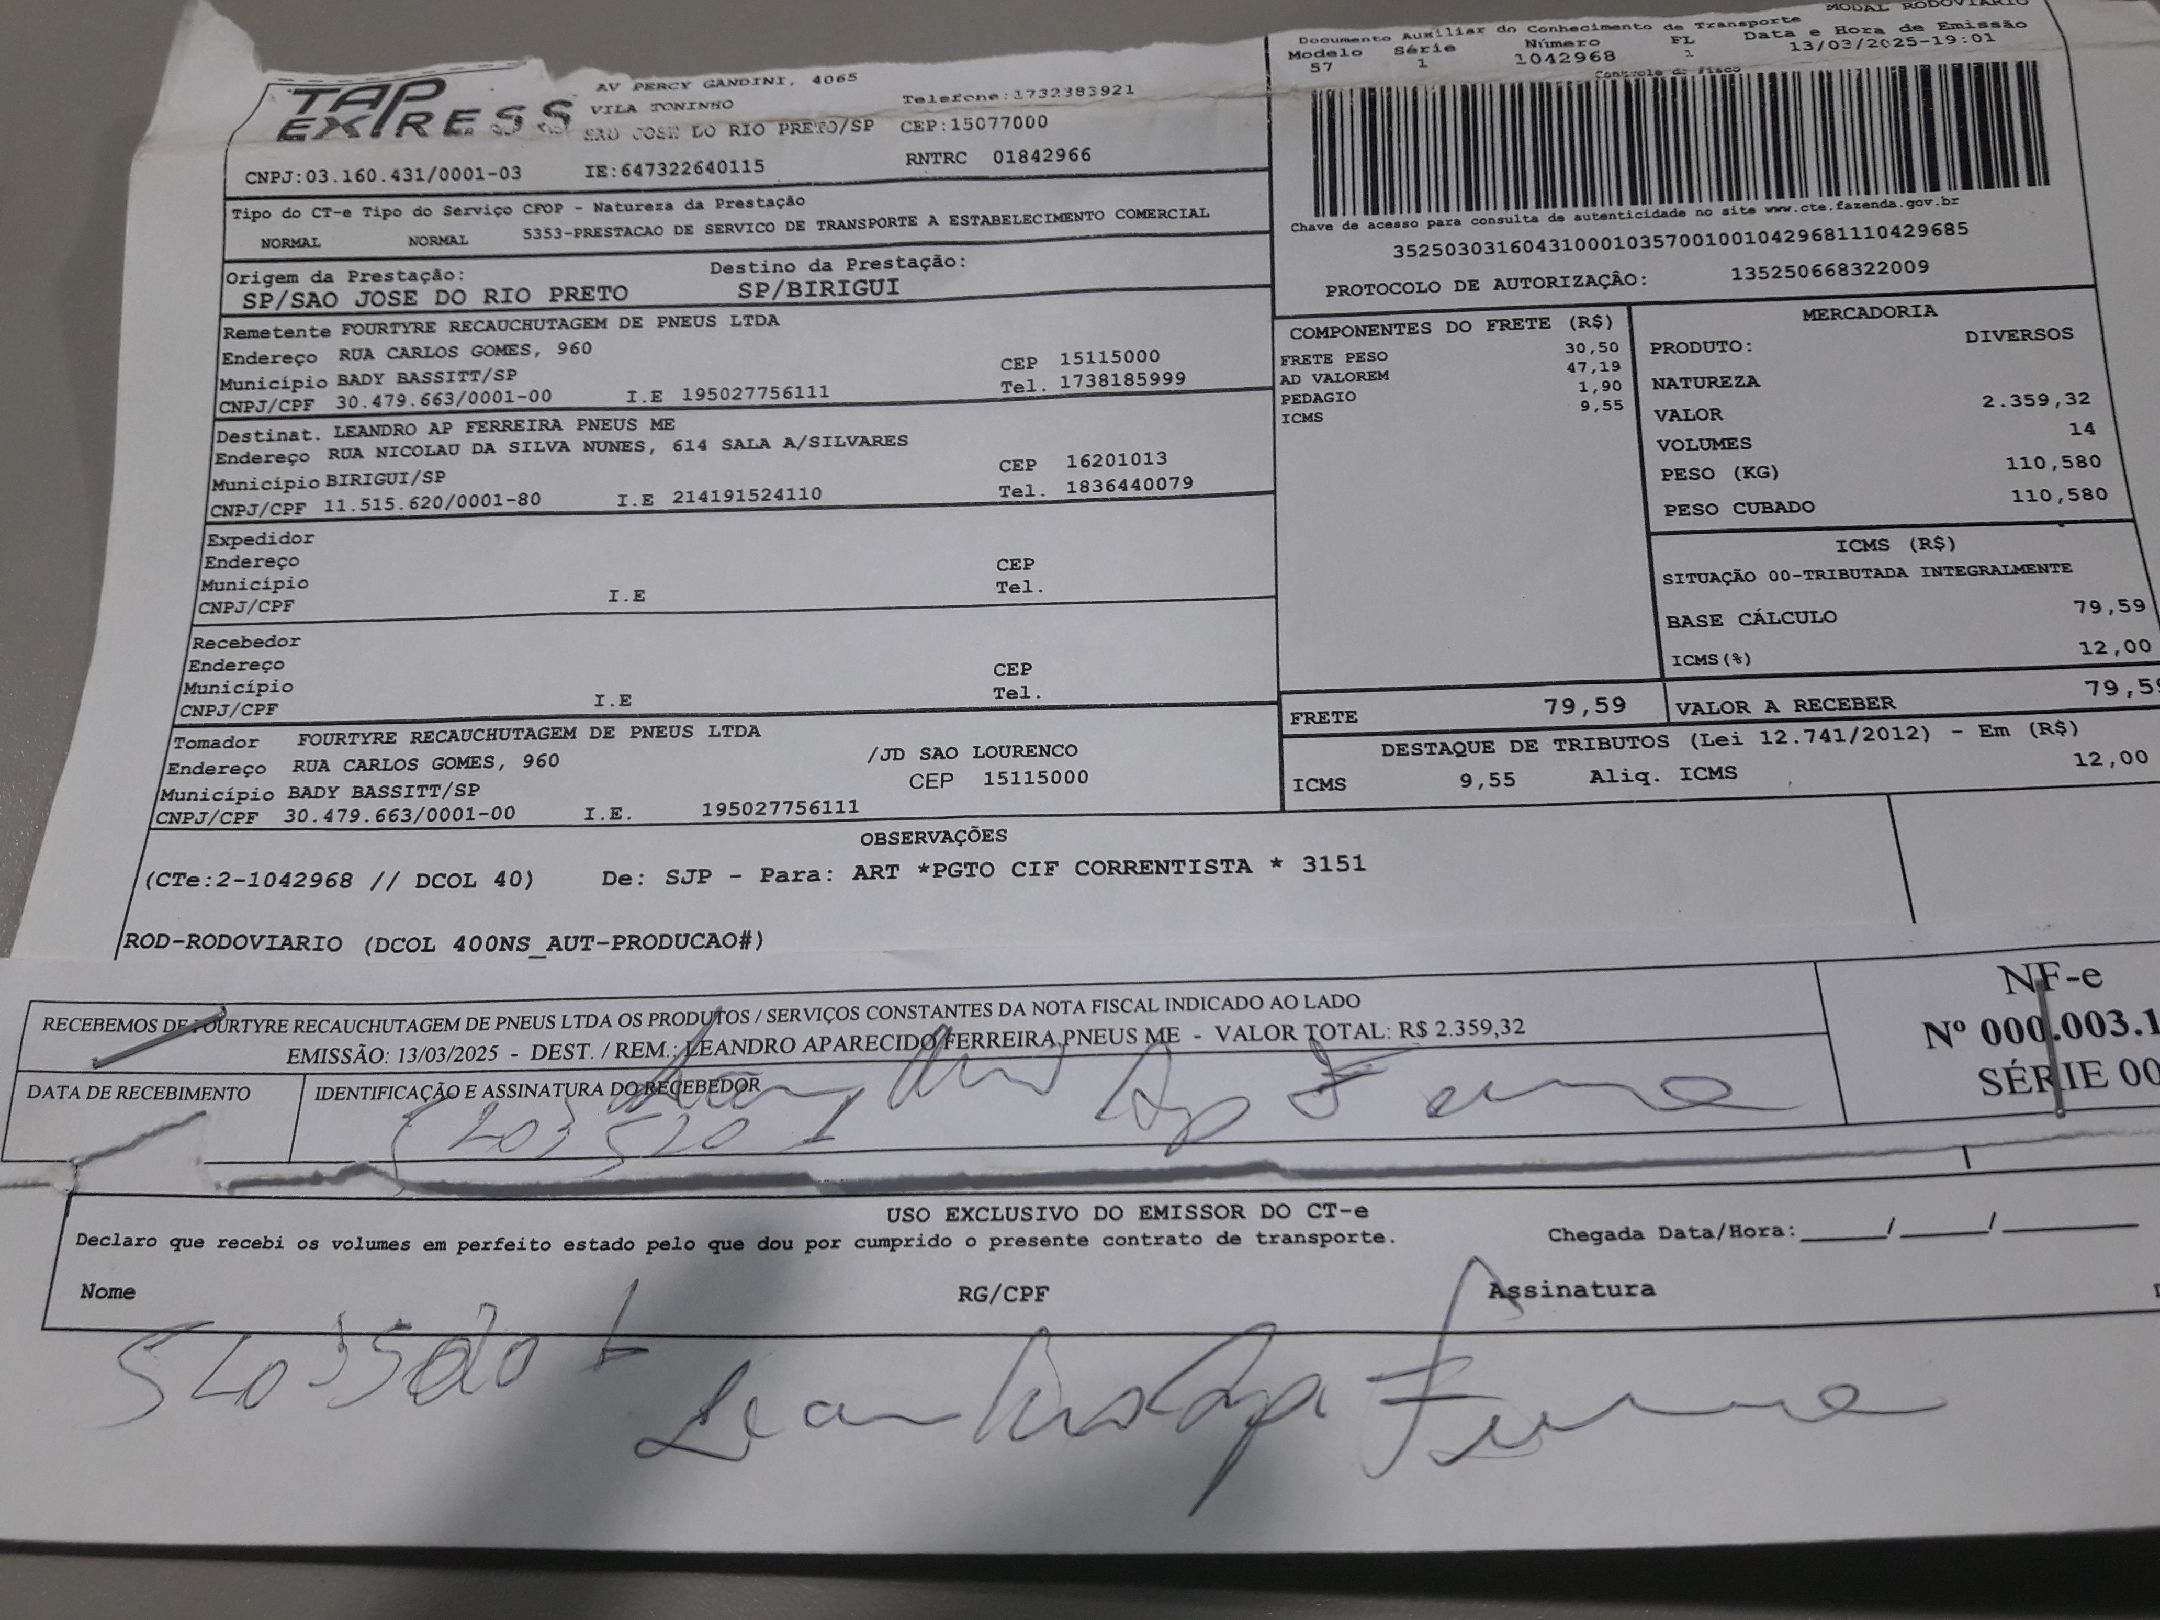 TAP EXPRESS
AV PERCY GANDINI, 4065
VILA TONINHO Telefone:1732383921
SAO JOSE DO RIO PRETO/SP CEP:15077000
CNPJ:03.160.431/0001-03 IE:647322640115 RNTRC 01842966
MODAL RODOVIARIO
Documento Auxiliar do Conhecimento de Transporte
Modelo Série Número FL Data e Hora de Emissão
57 1 1042968 1 13/03/2025-19:01
Controle do Fisco
Chave de acesso para consulta de autenticidade no site www.cte.fazenda.gov.br
35250303160431000103570010010429681110429685
PROTOCOLO DE AUTORIZAÇÂO: 135250668322009
Tipo do CT-e Tipo do Serviço CFOP - Natureza da Prestação
NORMAL NORMAL 5353-PRESTACAO DE SERVICO DE TRANSPORTE A ESTABELECIMENTO COMERCIAL
Origem da Prestação: Destino da Prestação:
SP/SAO JOSE DO RIO PRETO SP/BIRIGUI
Remetente FOURTYRE RECAUCHUTAGEM DE PNEUS LTDA
Endereço RUA CARLOS GOMES, 960 CEP 15115000
Município BADY BASSITT/SP Tel. 1738185999
CNPJ/CPF 30.479.663/0001-00 I.E 195027756111
Destinat. LEANDRO AP FERREIRA PNEUS ME
Endereço RUA NICOLAU DA SILVA NUNES, 614 SALA A/SILVARES
Município BIRIGUI/SP CEP 16201013
CNPJ/CPF 11.515.620/0001-80 I.E 214191524110 Tel. 1836440079
Expedidor
Endereço CEP
Município Tel.
CNPJ/CPF I.E
Recebedor
Endereço CEP
Município Tel.
CNPJ/CPF I.E
Tomador FOURTYRE RECAUCHUTAGEM DE PNEUS LTDA
Endereço RUA CARLOS GOMES, 960 /JD SAO LOURENCO
Município BADY BASSITT/SP CEP 15115000
CNPJ/CPF 30.479.663/0001-00 I.E. 195027756111
COMPONENTES DO FRETE (R$)
FRETE PESO 30,50
AD VALOREM 47,19
PEDAGIO 1,90
ICMS 9,55
MERCADORIA
PRODUTO: DIVERSOS
NATUREZA
VALOR 2.359,32
VOLUMES 14
PESO (KG) 110,580
PESO CUBADO 110,580
ICMS (R$)
SITUAÇÃO 00-TRIBUTADA INTEGRALMENTE
BASE CÁLCULO 79,59
ICMS(%) 12,00
FRETE 79,59 VALOR A RECEBER 79,59
DESTAQUE DE TRIBUTOS (Lei 12.741/2012) - Em (R$)
ICMS 9,55 Aliq. ICMS 12,00
OBSERVAÇÕES
(CTe:2-1042968 // DCOL 40) De: SJP - Para: ART *PGTO CIF CORRENTISTA * 3151
ROD-RODOVIARIO (DCOL 400NS_AUT-PRODUCAO#)
RECEBEMOS DE FOURTYRE RECAUCHUTAGEM DE PNEUS LTDA OS PRODUTOS / SERVIÇOS CONSTANTES DA NOTA FISCAL INDICADO AO LADO
EMISSÃO: 13/03/2025 - DEST. / REM.: LEANDRO APARECIDO FERREIRA PNEUS ME - VALOR TOTAL: R$ 2.359,32
DATA DE RECEBIMENTO IDENTIFICAÇÃO E ASSINATURA DO RECEBEDOR
NF-e
Nº 000.003.1
SÉRIE 00
USO EXCLUSIVO DO EMISSOR DO CT-e
Declaro que recebi os volumes em perfeito estado pelo que dou por cumprido o presente contrato de transporte. Chegada Data/Hora:_____/_____/_______
Nome RG/CPF Assinatura